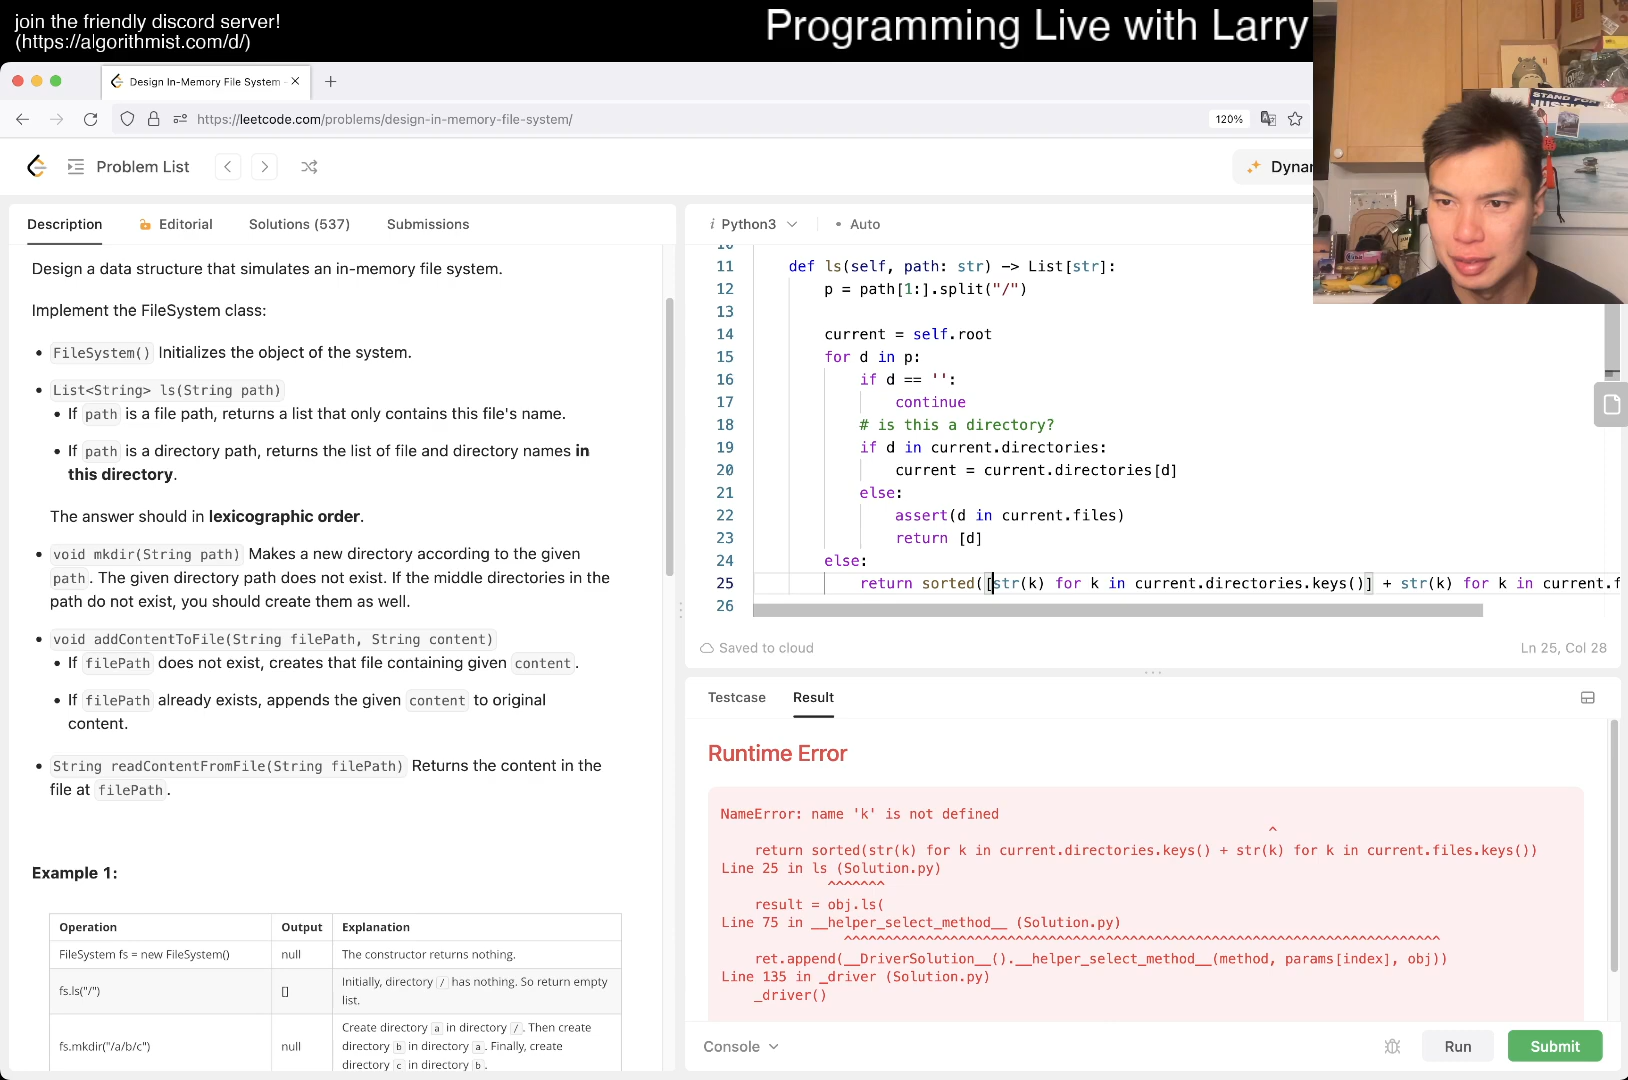 join the friendly discord server!
(https://algorithmist.com/d/)
Programming Live with Larry
STAND FOR
Design In-Memory File System -
https://leetcode.com/problems/design-in-memory-file-system/
120%
Problem List
Dynar
Description
Editorial
Solutions (537)
Submissions
Design a data structure that simulates an in-memory file system.
Implement the FileSystem class:
• FileSystem() Initializes the object of the system.
• List<String> ls(String path)
• If path is a file path, returns a list that only contains this file's name.
• If path is a directory path, returns the list of file and directory names in
this directory.
The answer should in lexicographic order.
• void mkdir(String path) Makes a new directory according to the given
path. The given directory path does not exist. If the middle directories in the
path do not exist, you should create them as well.
• void addContentToFile(String filePath, String content)
• If filePath does not exist, creates that file containing given content.
• If filePath already exists, appends the given content to original
content.
• String readContentFromFile(String filePath) Returns the content in the
file at filePath.
Example 1:
Operation Output Explanation
FileSystem fs = new FileSystem() null The constructor returns nothing.
fs.ls("/") [] Initially, directory / has nothing. So return empty
list.
fs.mkdir("/a/b/c") null Create directory a in directory /. Then create
directory b in directory a. Finally, create
directory c in directory b.
i Python3
• Auto
10
11 def ls(self, path: str) -> List[str]:
12 p = path[1:].split("/")
13
14 current = self.root
15 for d in p:
16 if d == '':
17 continue
18 # is this a directory?
19 if d in current.directories:
20 current = current.directories[d]
21 else:
22 assert(d in current.files)
23 return [d]
24 else:
25 return sorted([str(k) for k in current.directories.keys()] + str(k) for k in current.f
26
Saved to cloud
Ln 25, Col 28
Testcase
Result
Runtime Error
NameError: name 'k' is not defined
^
return sorted(str(k) for k in current.directories.keys() + str(k) for k in current.files.keys())
Line 25 in ls (Solution.py)
^^^^^^^
result = obj.ls(
Line 75 in __helper_select_method__ (Solution.py)
^^^^^^^^^^^^^^^^^^^^^^^^^^^^^^^^^^^^^^^^^^^^^^^^^^^^^^^^^^^^^^^^^^^^
ret.append(__DriverSolution__().__helper_select_method__(method, params[index], obj))
Line 135 in _driver (Solution.py)
_driver()
Console
Run
Submit